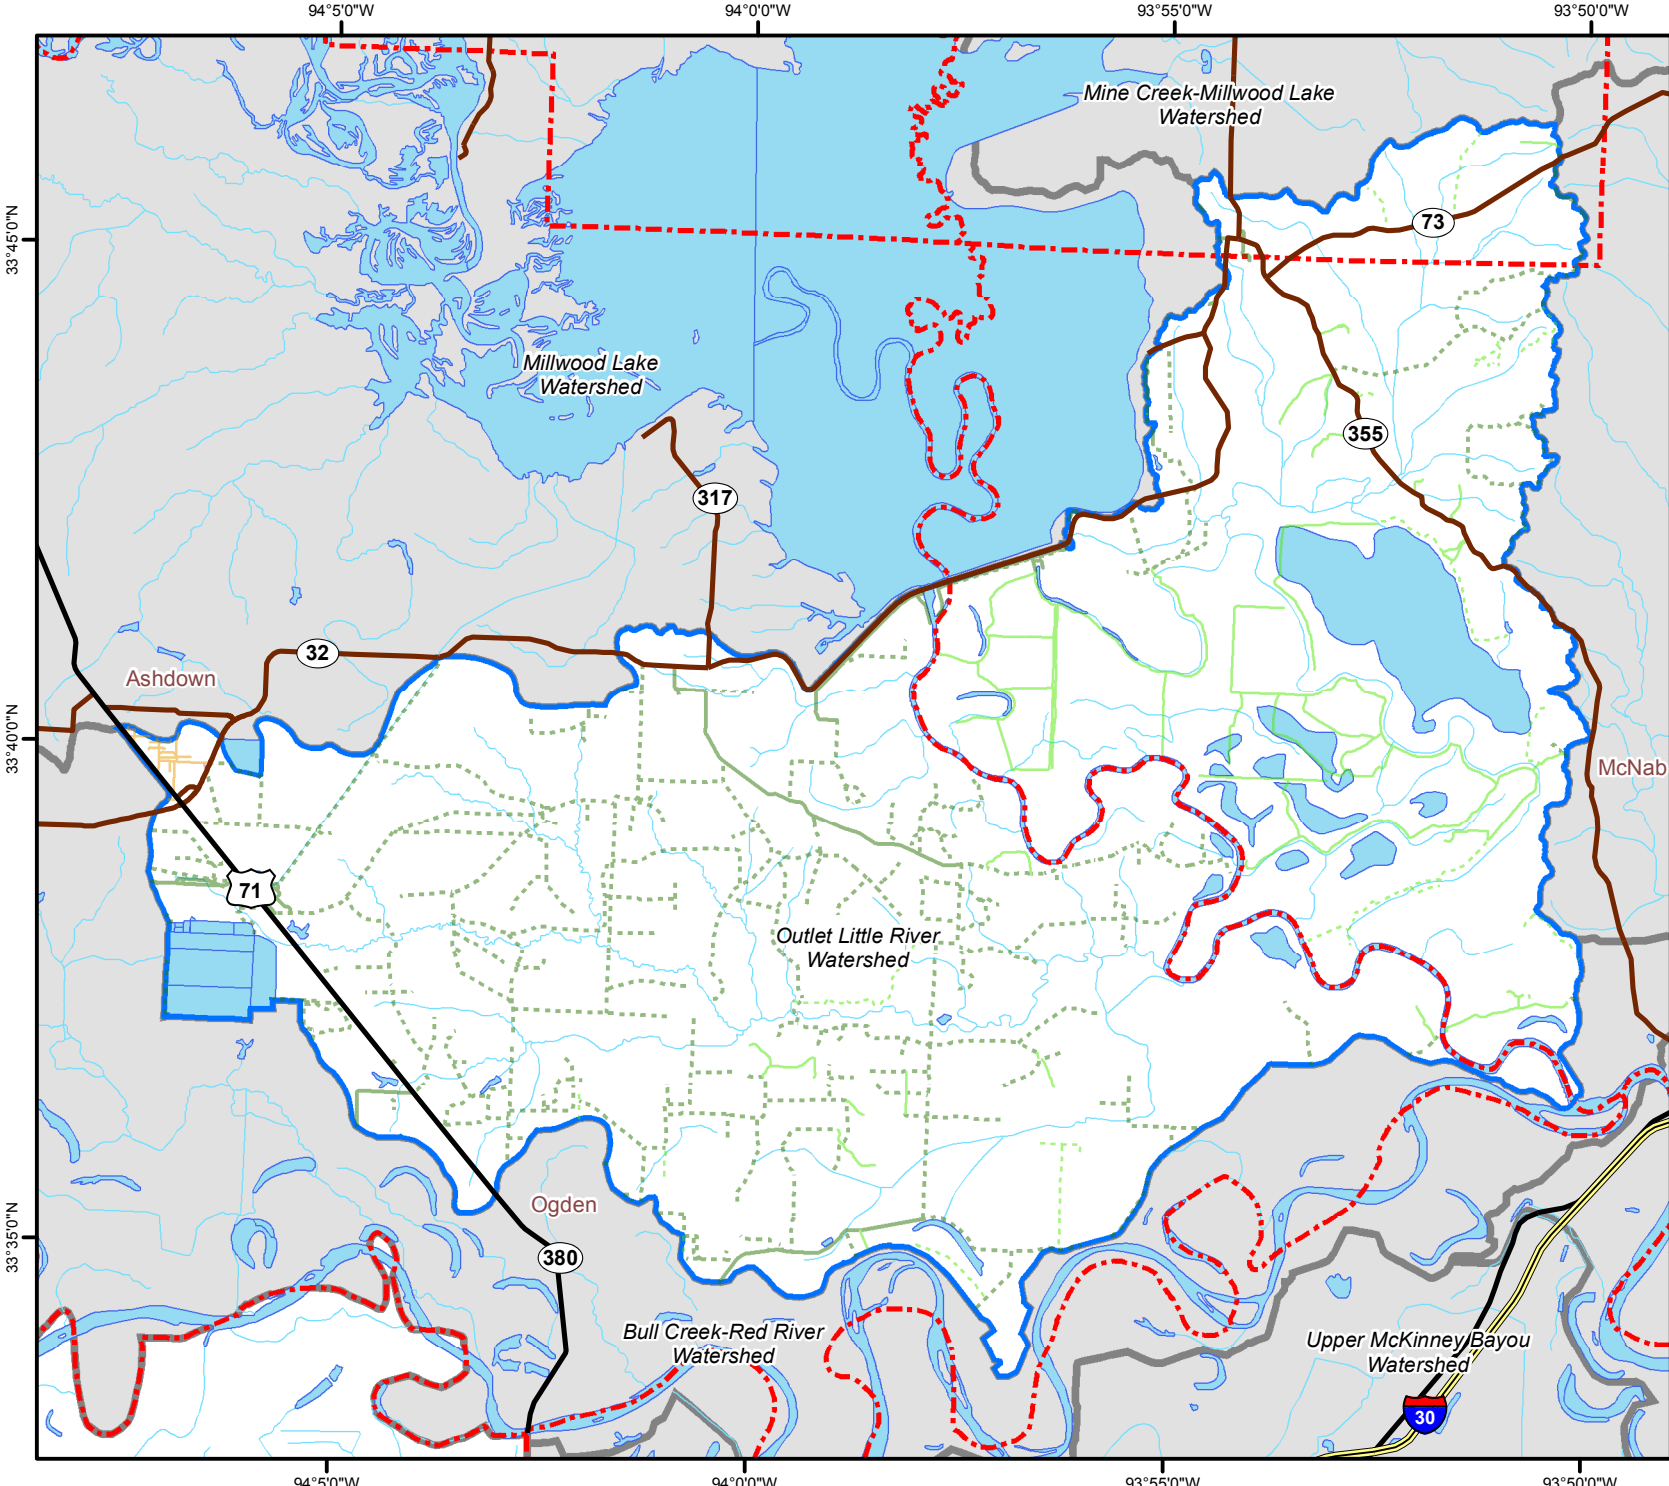 94°5'0"W
94°0'0"W
93°55'0"W
93°50'0"W
Mine Creek-Millwood Lake
Watershed
33°45'0"N
73
Millwood Lake
Watershed
355
317
32
Ashdown
33°40'0"N
McNab
71
Outlet Little River
Watershed
Ogden
33°35'0"N
380
Bull Creek-Red River
Watershed
Upper McKinney Bayou
Watershed
30
94°5'0"W
94°0'0"W
93°55'0"W
93°50'0"W